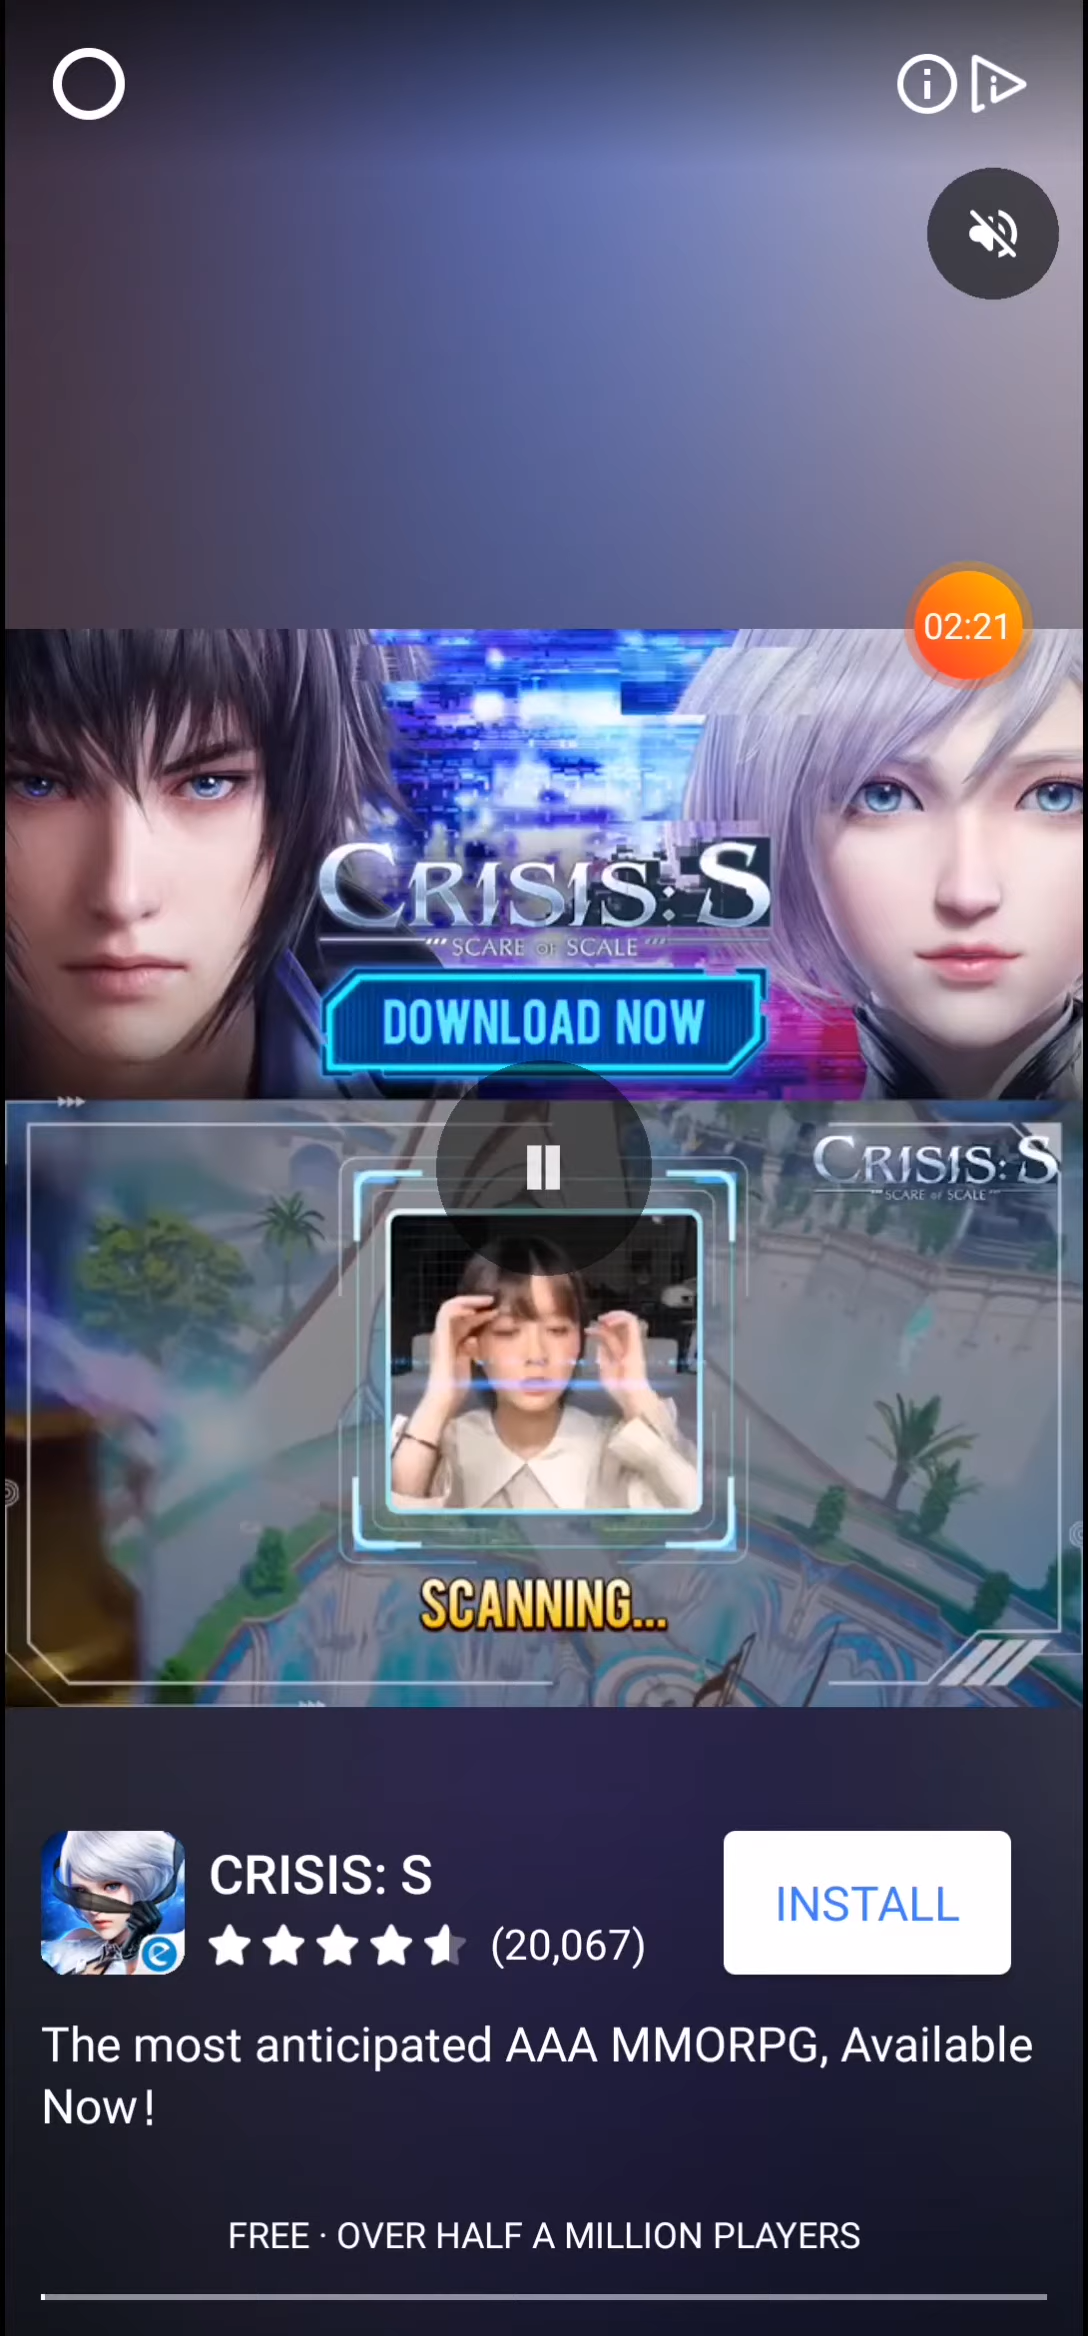 02:21
CRISIS: S
SCARE OF SCALE
DOWNLOAD NOW
CRISIS: S
SCARE OF SCALE
SCANNING...
CRISIS: S
(20,067)
INSTALL
The most anticipated AAA MMORPG, Available
Now!
FREE · OVER HALF A MILLION PLAYERS